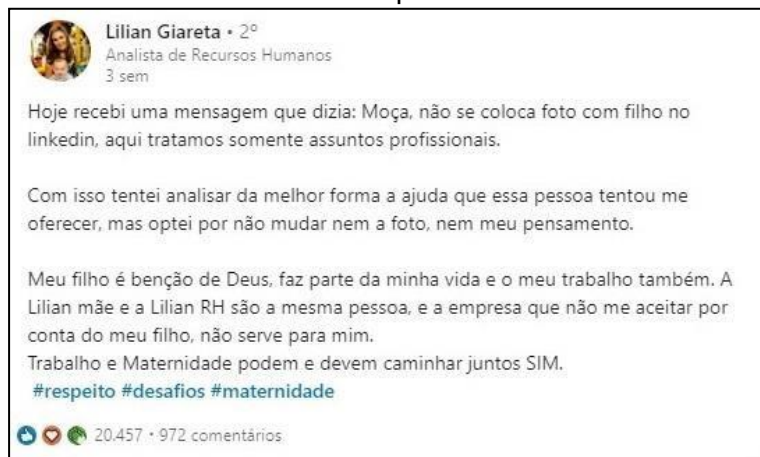 Lilian Giareta • 2º
Analista de Recursos Humanos
3 sem
Hoje recebi uma mensagem que dizia: Moça, não se coloca foto com filho no
linkedin, aqui tratamos somente assuntos profissionais.
Com isso tentei analisar da melhor forma a ajuda que essa pessoa tentou me
oferecer, mas optei por não mudar nem a foto, nem meu pensamento.
Meu filho é benção de Deus, faz parte da minha vida e o meu trabalho também. A
Lilian mãe e a Lilian RH são a mesma pessoa, e a empresa que não me aceitar por
conta do meu filho, não serve para mim.
Trabalho e Maternidade podem e devem caminhar juntos SIM.
#respeito #desafios #maternidade
20.457 • 972 comentários